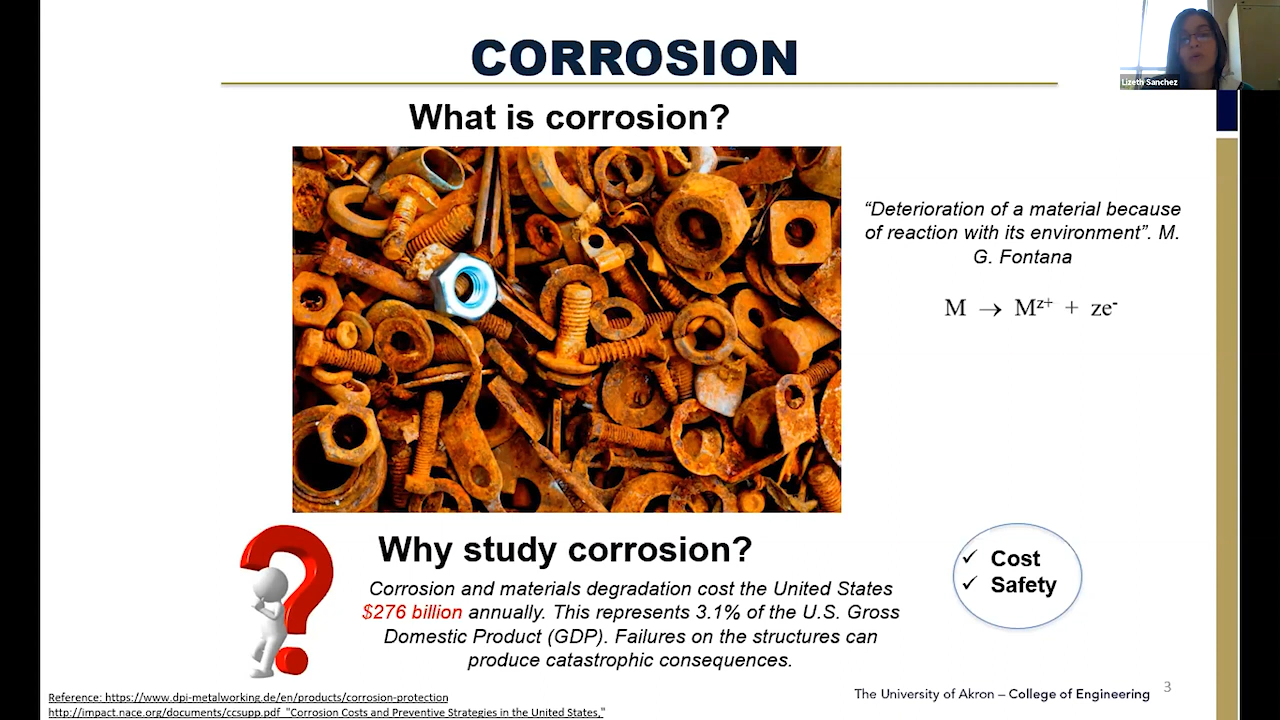 CORROSION
Lizeth Sanchez
What is corrosion?
“Deterioration of a material because
of reaction with its environment”. M.
G. Fontana
M → Mᶻ⁺ + ze⁻
Why study corrosion?
Corrosion and materials degradation cost the United States
$276 billion annually. This represents 3.1% of the U.S. Gross
Domestic Product (GDP). Failures on the structures can
produce catastrophic consequences.
✓ Cost
✓ Safety
Reference: https://www.dpi-metalworking.de/en/products/corrosion-protection
http://impact.nace.org/documents/ccsupp.pdf "Corrosion Costs and Preventive Strategies in the United States,"
The University of Akron – College of Engineering
3